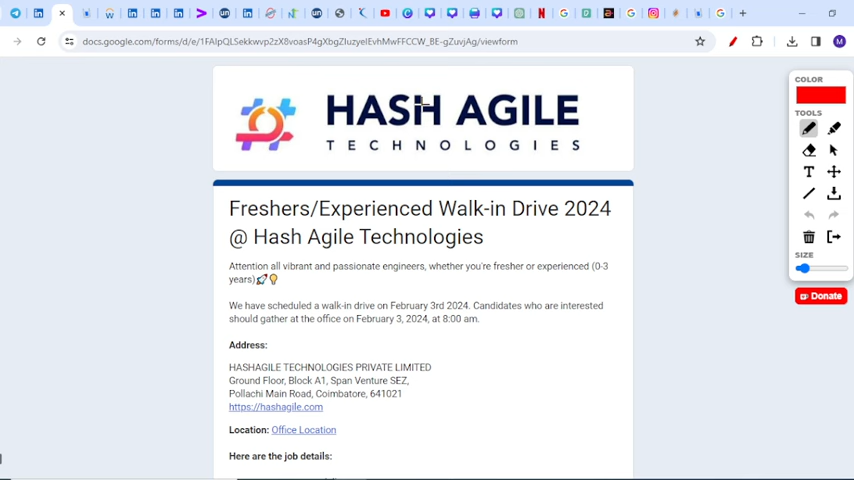 docs.google.com/forms/d/e/1FAIpQLSekkwvp2zX8voasP4gXbgZIuzyelEvhMwFFCCW_BE-gZuvjAg/viewform
M
HASH AGILE
TECHNOLOGIES
COLOR
TOOLS
T
SIZE
Donate
Freshers/Experienced Walk-in Drive 2024
@ Hash Agile Technologies
Attention all vibrant and passionate engineers, whether you're fresher or experienced (0-3
years)🚀💡
We have scheduled a walk-in drive on February 3rd 2024. Candidates who are interested
should gather at the office on February 3, 2024, at 8:00 am.
Address:
HASHAGILE TECHNOLOGIES PRIVATE LIMITED
Ground Floor, Block A1, Span Venture SEZ,
Pollachi Main Road, Coimbatore, 641021
https://hashagile.com
Location: Office Location
Here are the job details: